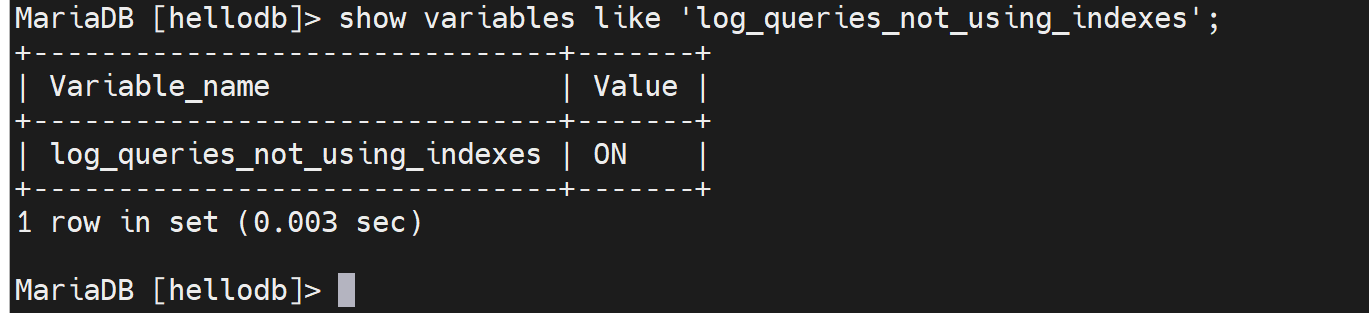 MariaDB [hellodb]> show variables like 'log_queries_not_using_indexes';
+-------------------------------+-------+
| Variable_name                 | Value |
+-------------------------------+-------+
| log_queries_not_using_indexes | ON    |
+-------------------------------+-------+
1 row in set (0.003 sec)
MariaDB [hellodb]>